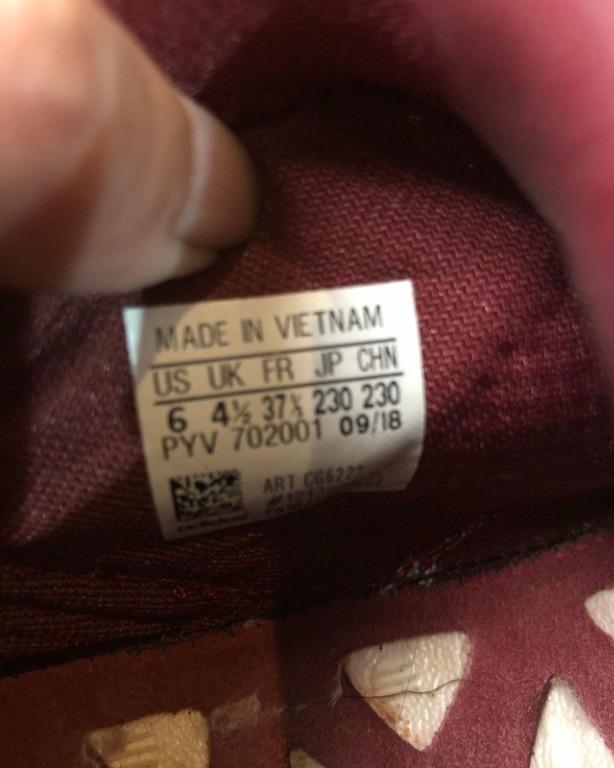 MADE IN VIETNAM
US UK FR JP CHN
6 4½ 37⅓ 230 230
PYV 702001 09/18
ART
adidas